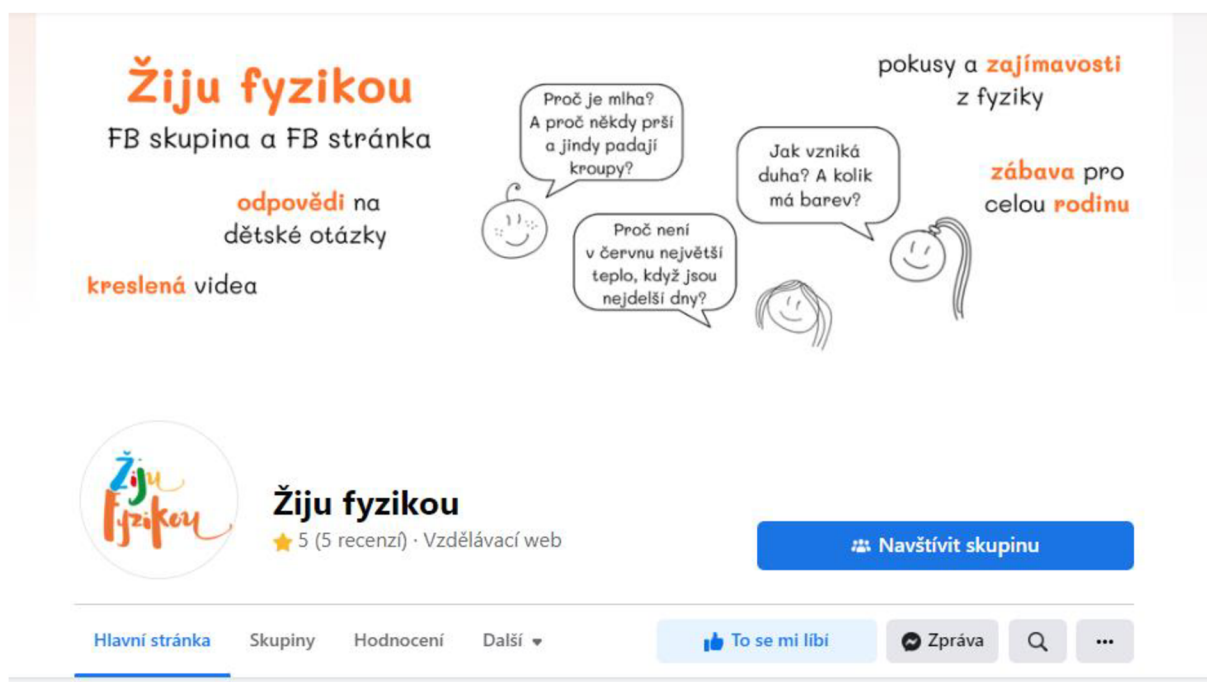 Žiju fyzikou
FB skupina a FB stránka
odpovědi na
dětské otázky
kreslená videa
Proč je mlha?
A proč někdy prší
a jindy padají
kroupy?
Proč není
v červnu největší
teplo, když jsou
nejdelší dny?
Jak vzniká
duha? A kolik
má barev?
pokusy a zajímavosti
z fyziky
zábava pro
celou rodinu
Žiju
Fyzikou
Žiju fyzikou
5 (5 recenzí) · Vzdělávací web
Navštívit skupinu
Hlavní stránka
Skupiny
Hodnocení
Další
To se mi líbí
Zpráva